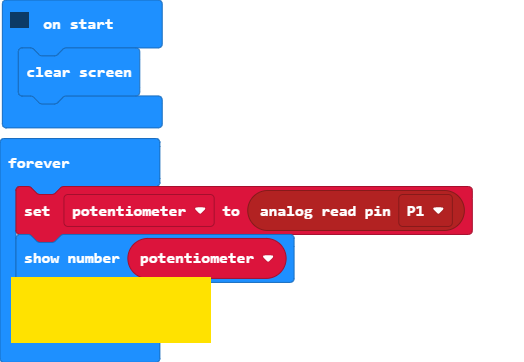 on start
clear screen
forever
set potentiometer to analog read pin P1
show number potentiometer